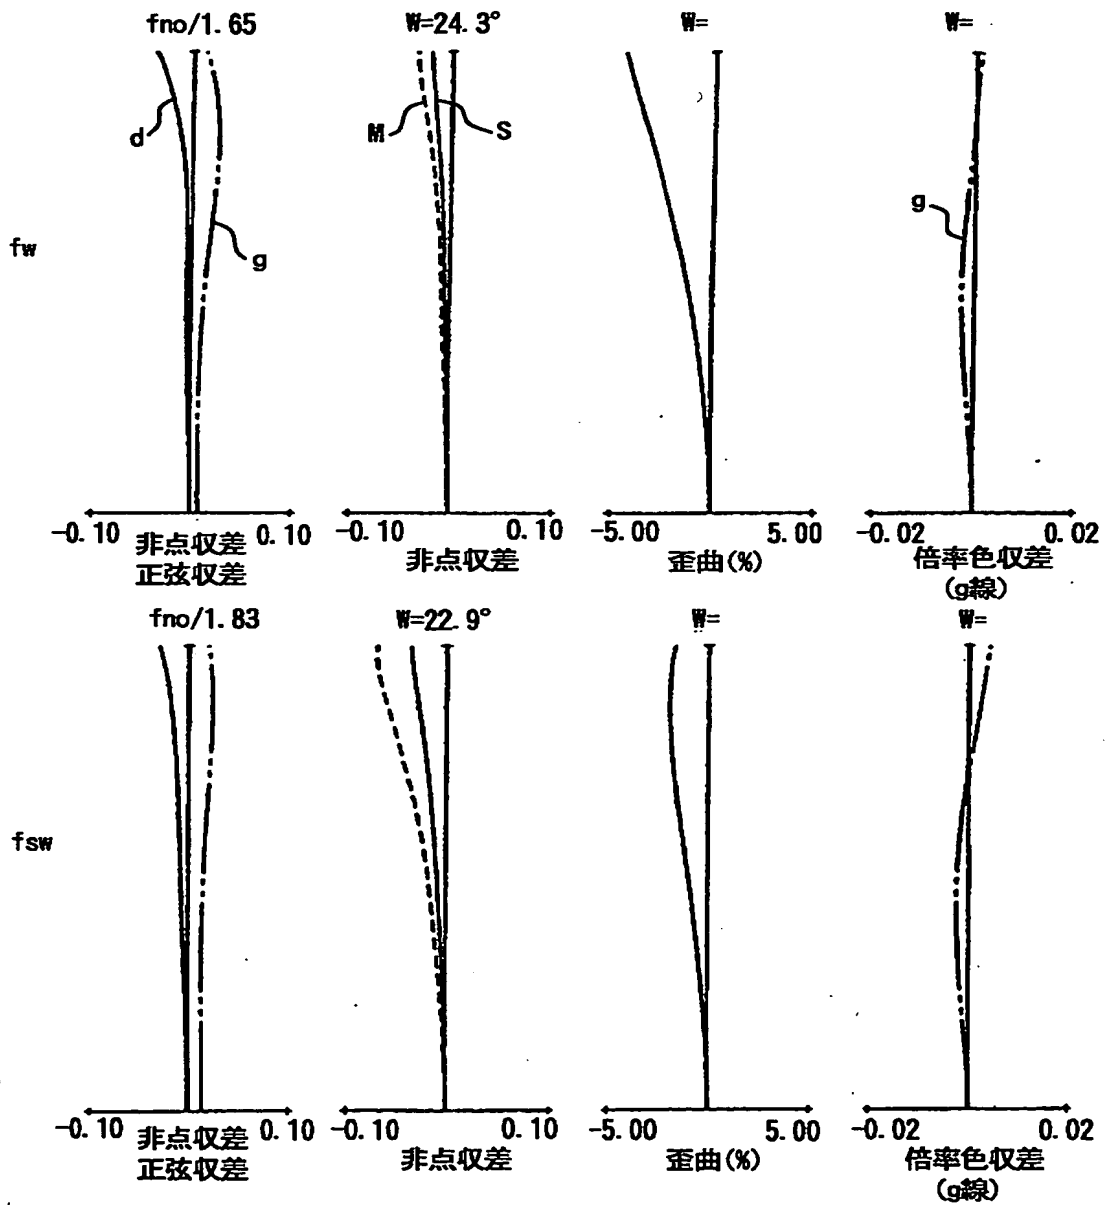 fno/1.65
W=24.3°
W=
W=
d
g
M
S
g
fw
-0.10
0.10
非点収差
正弦収差
-0.10
0.10
非点収差
-5.00
5.00
歪曲(%)
-0.02
0.02
倍率色収差
(g線)
fno/1.83
W=22.9°
W=
W=
fsw
-0.10
0.10
非点収差
正弦収差
-0.10
0.10
非点収差
-5.00
5.00
歪曲(%)
-0.02
0.02
倍率色収差
(g線)